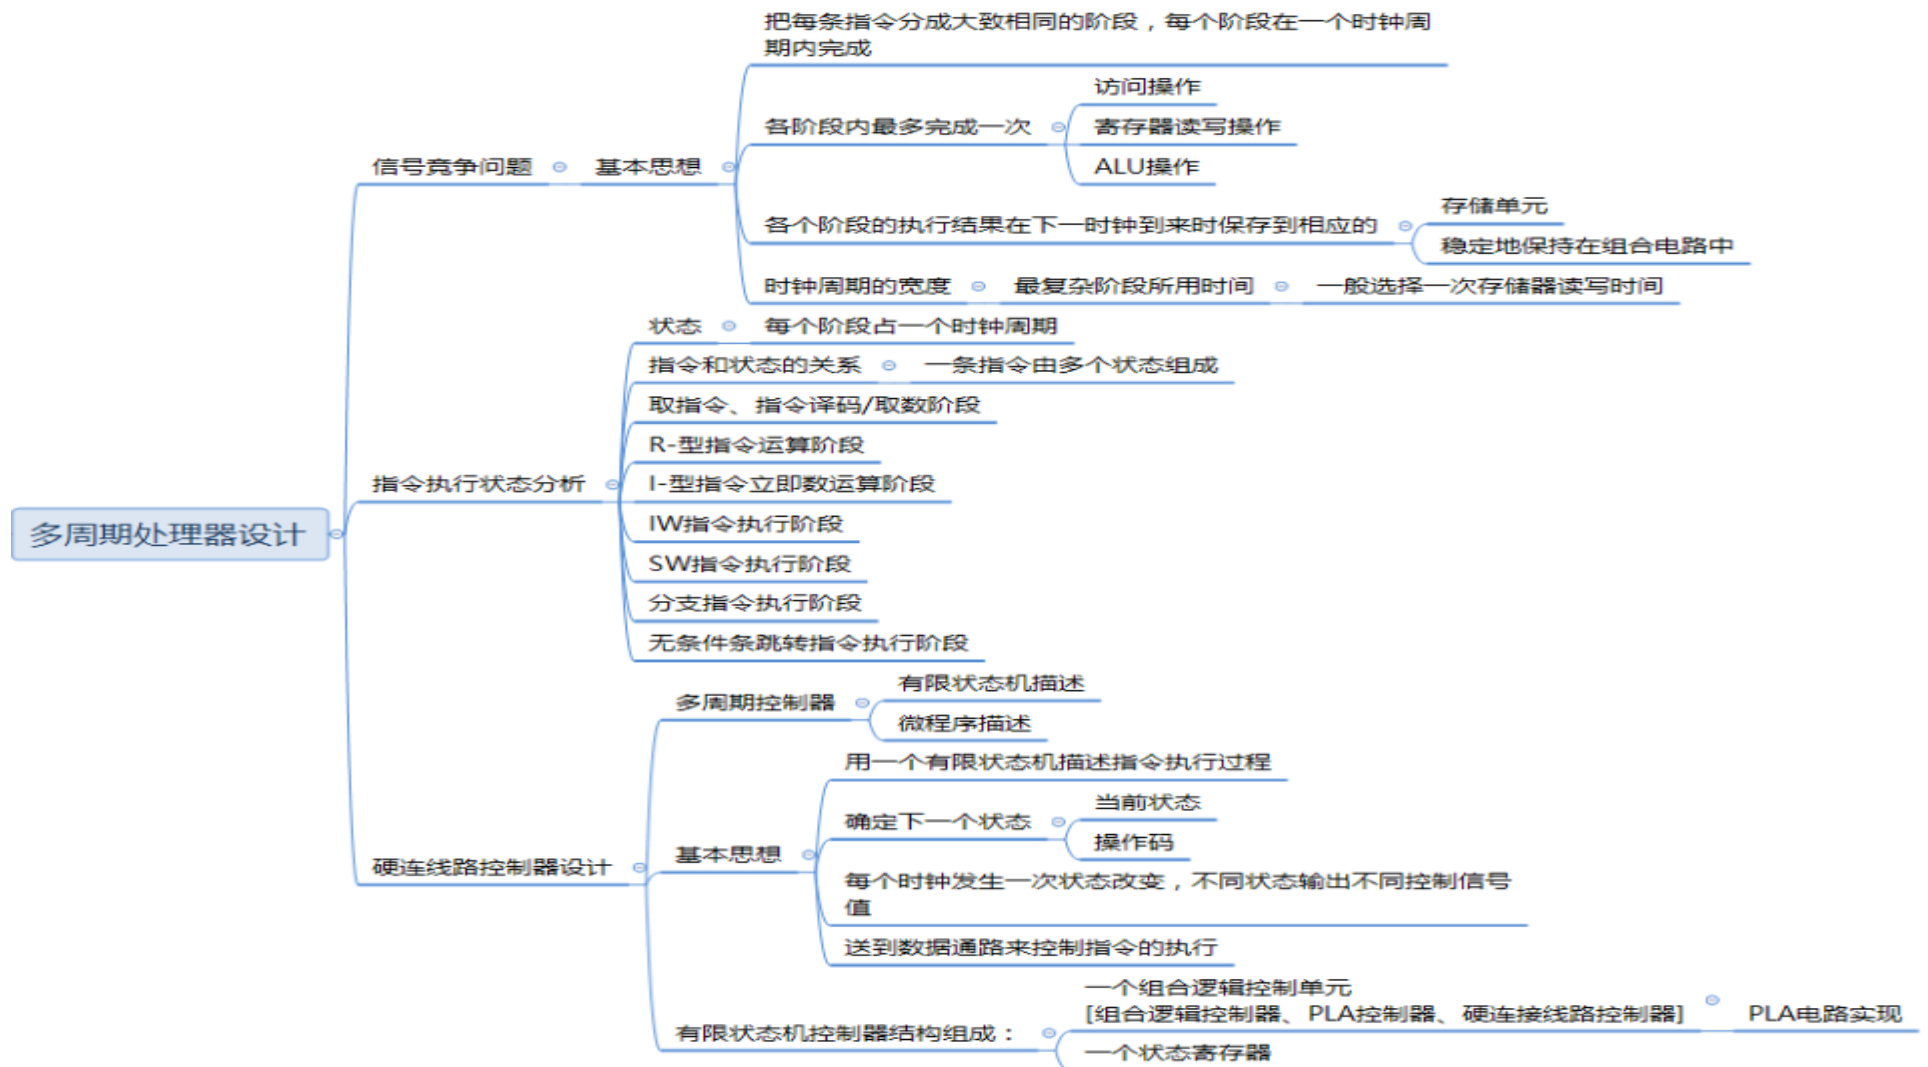 把每条指令分成大致相同的阶段，每个阶段在一个时钟周
期内完成
访问操作
各阶段内最多完成一次
寄存器读写操作
信号竞争问题
基本思想
ALU操作
各个阶段的执行结果在下一时钟到来时保存到相应的
存储单元
稳定地保持在组合电路中
时钟周期的宽度
最复杂阶段所用时间
一般选择一次存储器读写时间
状态
每个阶段占一个时钟周期
指令和状态的关系
一条指令由多个状态组成
取指令、指令译码/取数阶段
R-型指令运算阶段
指令执行状态分析
I-型指令立即数运算阶段
IW指令执行阶段
多周期处理器设计
SW指令执行阶段
分支指令执行阶段
无条件条跳转指令执行阶段
多周期控制器
有限状态机描述
微程序描述
用一个有限状态机描述指令执行过程
确定下一个状态
当前状态
操作码
基本思想
硬连线路控制器设计
每个时钟发生一次状态改变，不同状态输出不同控制信号
值
送到数据通路来控制指令的执行
有限状态机控制器结构组成：
一个组合逻辑控制单元
[组合逻辑控制器、PLA控制器、硬连接线路控制器]
PLA电路实现
一个状态寄存器